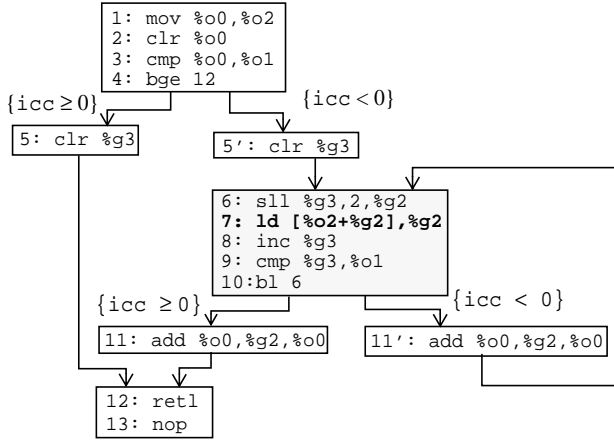 1: mov %o0,%o2
2: clr %o0
3: cmp %o0,%o1
4: bge 12
{icc ≥ 0}
{icc < 0}
5: clr %g3
5': clr %g3
6: sll %g3,2,%g2
7: ld [%o2+%g2],%g2
8: inc %g3
9: cmp %g3,%o1
10:bl 6
{icc ≥ 0}
{icc < 0}
11: add %o0,%g2,%o0
11': add %o0,%g2,%o0
12: retl
13: nop